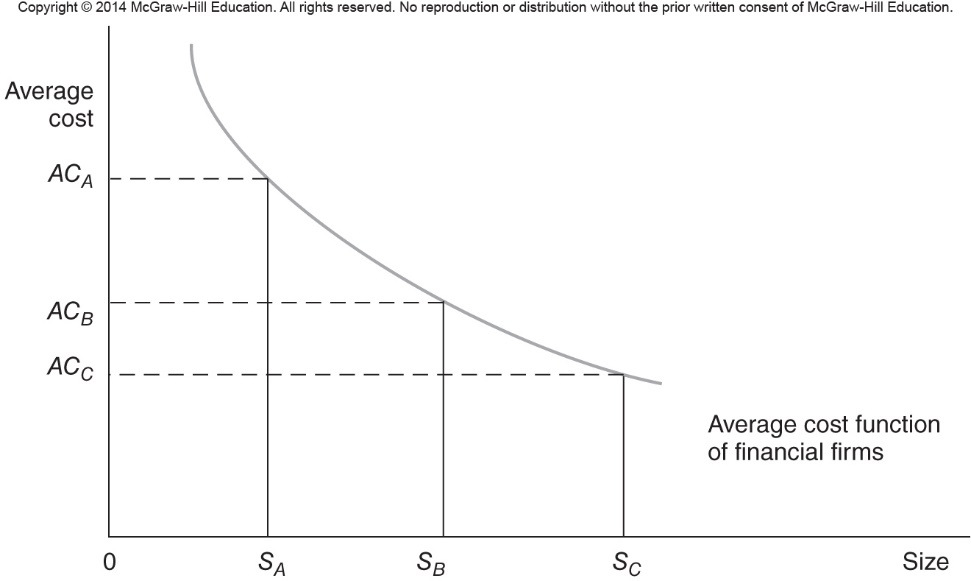 Copyright © 2014 McGraw-Hill Education. All rights reserved. No reproduction or distribution without the prior written consent of McGraw-Hill Education.
Average
cost
AC_A
AC_B
AC_C
Average cost function
of financial firms
0 S_A S_B S_C Size